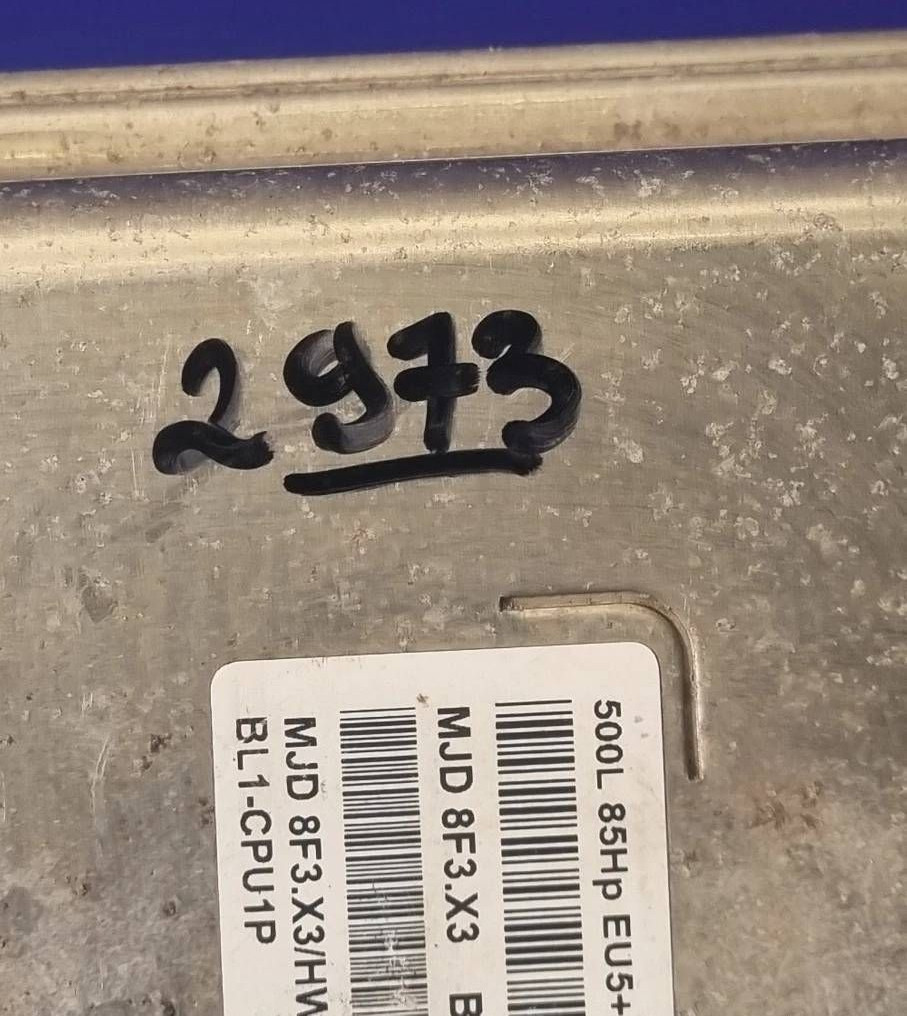 2973
500L 85Hp EU5+
MJD 8F3.X3 B
MJD 8F3.X3/HW
BL1-CPU1P